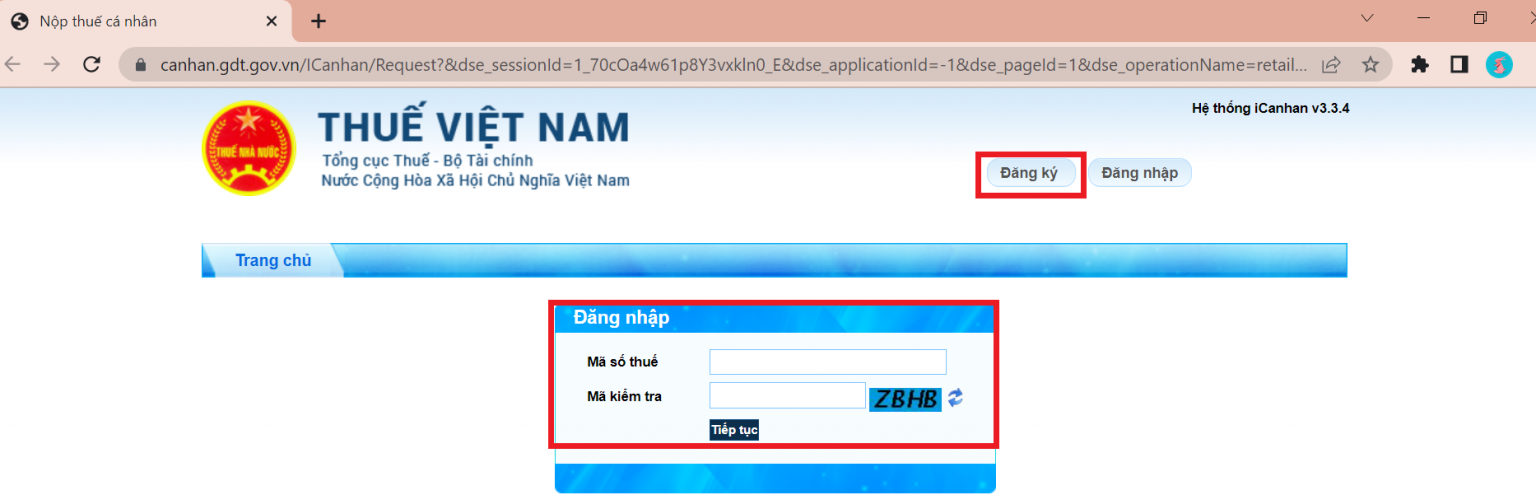 Nộp thuế cá nhân
canhan.gdt.gov.vn/ICanhan/Request?&dse_sessionId=1_70cOa4w61p8Y3vxkln0_E&dse_applicationId=-1&dse_pageId=1&dse_operationName=retail...
Hệ thống iCanhan v3.3.4
THUẾ NHÀ NƯỚC
THUẾ VIỆT NAM
Tổng cục Thuế - Bộ Tài chính
Nước Cộng Hòa Xã Hội Chủ Nghĩa Việt Nam
Đăng ký
Đăng nhập
Trang chủ
Đăng nhập
Mã số thuế
Mã kiểm tra
ZBHB
Tiếp tục